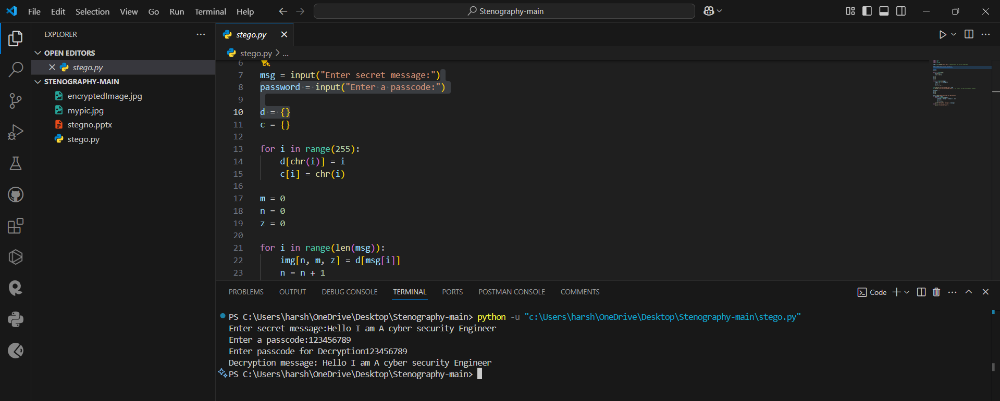 File Edit Selection View Go Run Terminal Help
Stenography-main
EXPLORER
OPEN EDITORS
stego.py
STENOGRAPHY-MAIN
encryptedImage.jpg
mypic.jpg
stegno.pptx
stego.py
stego.py
stego.py > ...
6
7 msg = input("Enter secret message:")
8 password = input("Enter a passcode:")
9
10 d = {}
11 c = {}
12
13 for i in range(255):
14 d[chr(i)] = i
15 c[i] = chr(i)
16
17 m = 0
18 n = 0
19 z = 0
20
21 for i in range(len(msg)):
22 img[n, m, z] = d[msg[i]]
23 n = n + 1
PROBLEMS OUTPUT DEBUG CONSOLE TERMINAL PORTS POSTMAN CONSOLE COMMENTS
Code
PS C:\Users\harsh\OneDrive\Desktop\Stenography-main> python -u "c:\Users\harsh\OneDrive\Desktop\Stenography-main\stego.py"
Enter secret message:Hello I am A cyber security Engineer
Enter a passcode:123456789
Enter passcode for Decryption123456789
Decryption message: Hello I am A cyber security Engineer
PS C:\Users\harsh\OneDrive\Desktop\Stenography-main>